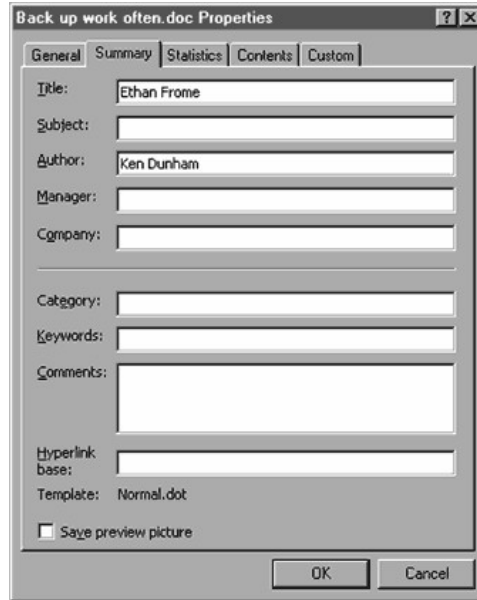 Back up work often.doc Properties
General Summary Statistics Contents Custom
Title: Ethan Frome
Subject:
Author: Ken Dunham
Manager:
Company:
Category:
Keywords:
Comments:
Hyperlink
base:
Template: Normal.dot
Save preview picture
OK Cancel